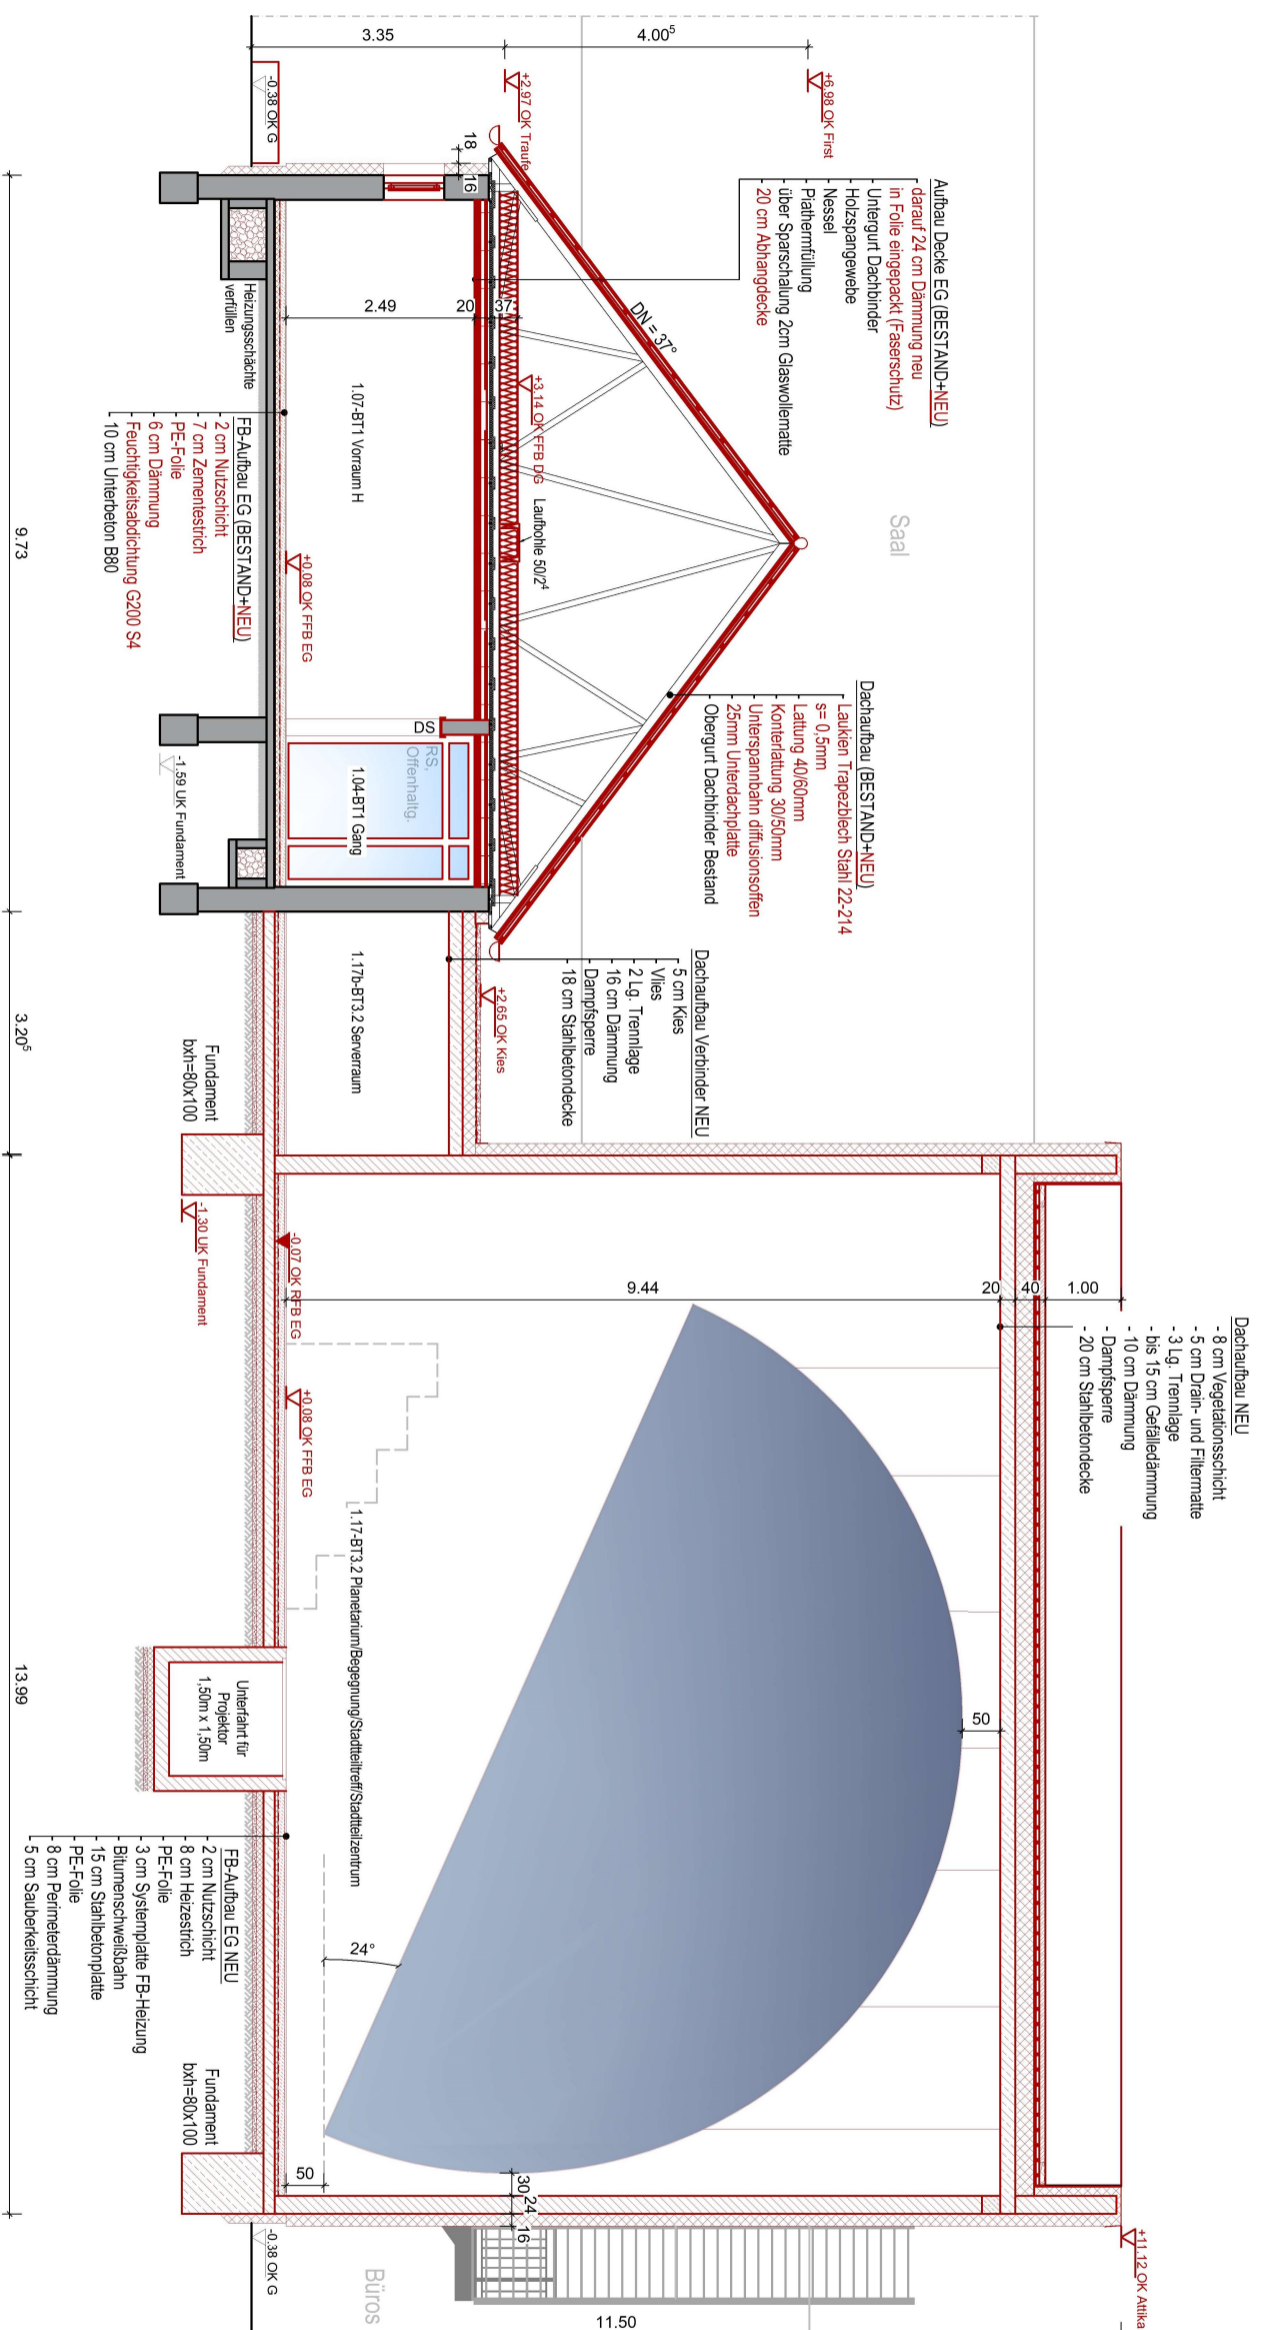 Dachaufbau NEU
- 8 cm Vegetationsschicht
- 5 cm Drain- und Filtermatte
- 3 Lg. Trennlage
- bis 15 cm Gefälledämmung
- 10 cm Dämmung
- Dampfsperre
- 20 cm Stahlbetondecke
+11.12 OK Attika
11.50
1.00
40
20
9.44
50
Aufbau Decke EG (BESTAND+NEU)
darauf 24 cm Dämmung neu
in Folie eingepackt (Faserschutz)
Untergurt Dachbinder
Holzspangewebe
Nessel
Piathermfüllung
über Sparschalung 2cm Glaswollematte
20 cm Abhangdecke
Saal
Dachaufbau (BESTAND+NEU)
Laukien Trapezblech Stahl 22-214
s= 0,5mm
Lattung 40/60mm
Konterlattung 30/50mm
Unterspannbahn diffusionsoffen
25mm Unterdachplatte
Obergurt Dachbinder Bestand
Dachaufbau Verbinder NEU
5 cm Kies
Vlies
2 Lg. Trennlage
16 cm Dämmung
Dampfsperre
18 cm Stahlbetondecke
+6.98 OK First
4.00⁵
DN = 37°
+2.97 OK Traufe
3.35
+3.14 OK FFB DG
Laufbohle 50/2⁴
+2.65 OK Kies
18
16
37
20
2.49
DS
RS,
Offenhaltg.
1.07-BT1 Vorraum H
1.04-BT1 Gang
1.17b-BT3.2 Serverraum
1.17-BT3.2 Planetarium/Begegnung/Stadtteiltreff/Stadtteilzentrum
30
24
16
24°
50
Büros
+0.08 OK FFB EG
-0.07 OK RFB EG
+0.08 OK FFB EG
-0.38 OK G
-0.38 OK G
Heizungsschächte
verfüllen
FB-Aufbau EG (BESTAND+NEU)
2 cm Nutzschicht
7 cm Zementestrich
PE-Folie
6 cm Dämmung
Feuchtigkeitsabdichtung G200 S4
10 cm Unterbeton B80
-1.59 UK Fundament
Fundament
bxh=80x100
-1.30 UK Fundament
Unterfahrt für
Projektor
1,50m x 1,50m
FB-Aufbau EG NEU
2 cm Nutzschicht
8 cm Heizestrich
PE-Folie
3 cm Systemplatte FB-Heizung
Bitumenschweißbahn
15 cm Stahlbetonplatte
PE-Folie
8 cm Perimeterdämmung
5 cm Sauberkeitsschicht
Fundament
bxh=80x100
9.73
3.20⁵
13.99